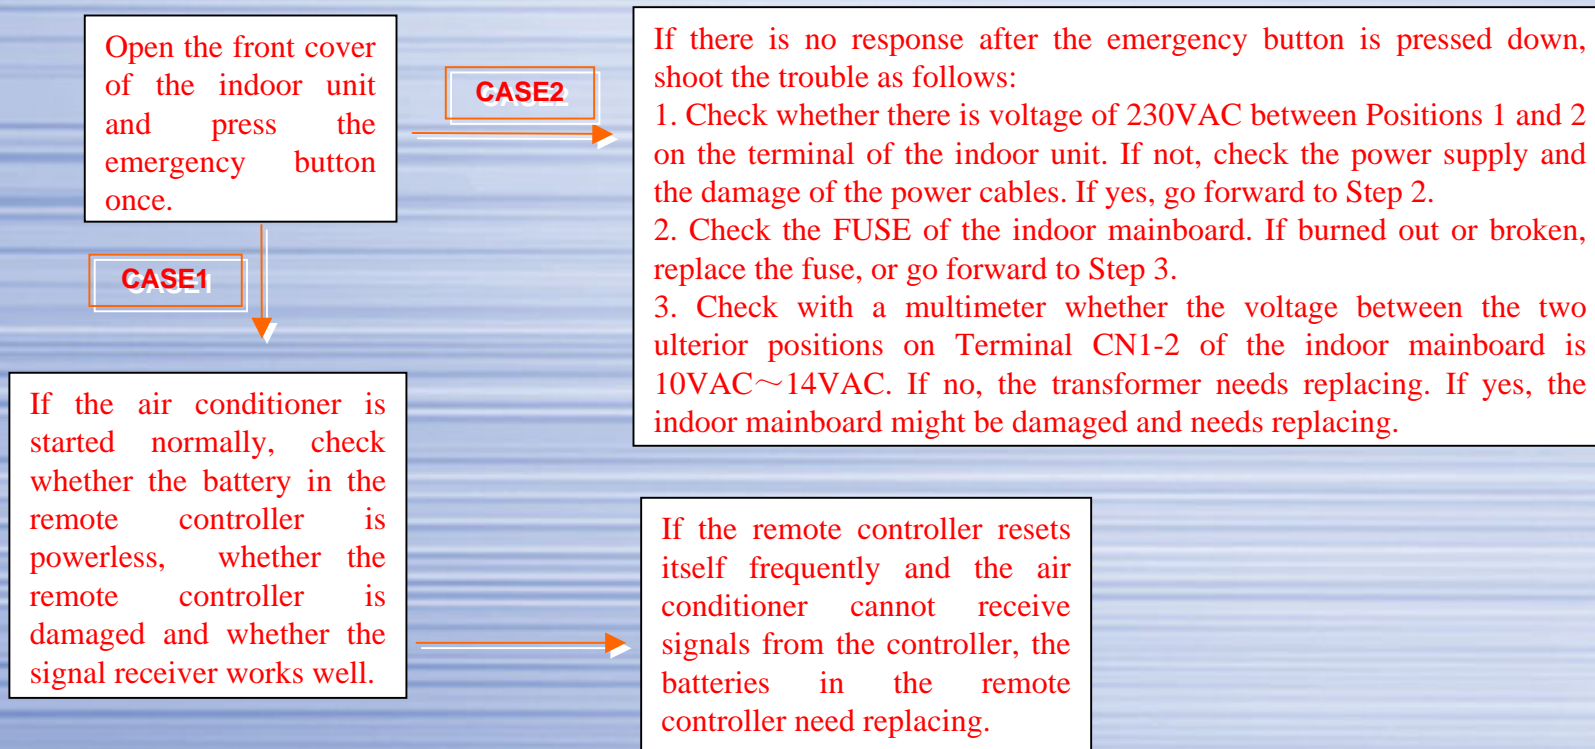 Open the front cover
of the indoor unit
and press the
emergency button
once.
CASE2
If there is no response after the emergency button is pressed down,
shoot the trouble as follows:
1. Check whether there is voltage of 230VAC between Positions 1 and 2
on the terminal of the indoor unit. If not, check the power supply and
the damage of the power cables. If yes, go forward to Step 2.
2. Check the FUSE of the indoor mainboard. If burned out or broken,
replace the fuse, or go forward to Step 3.
3. Check with a multimeter whether the voltage between the two
ulterior positions on Terminal CN1-2 of the indoor mainboard is
10VAC～14VAC. If no, the transformer needs replacing. If yes, the
indoor mainboard might be damaged and needs replacing.
CASE1
If the air conditioner is
started normally, check
whether the battery in the
remote controller is
powerless, whether the
remote controller is
damaged and whether the
signal receiver works well.
If the remote controller resets
itself frequently and the air
conditioner cannot receive
signals from the controller, the
batteries in the remote
controller need replacing.